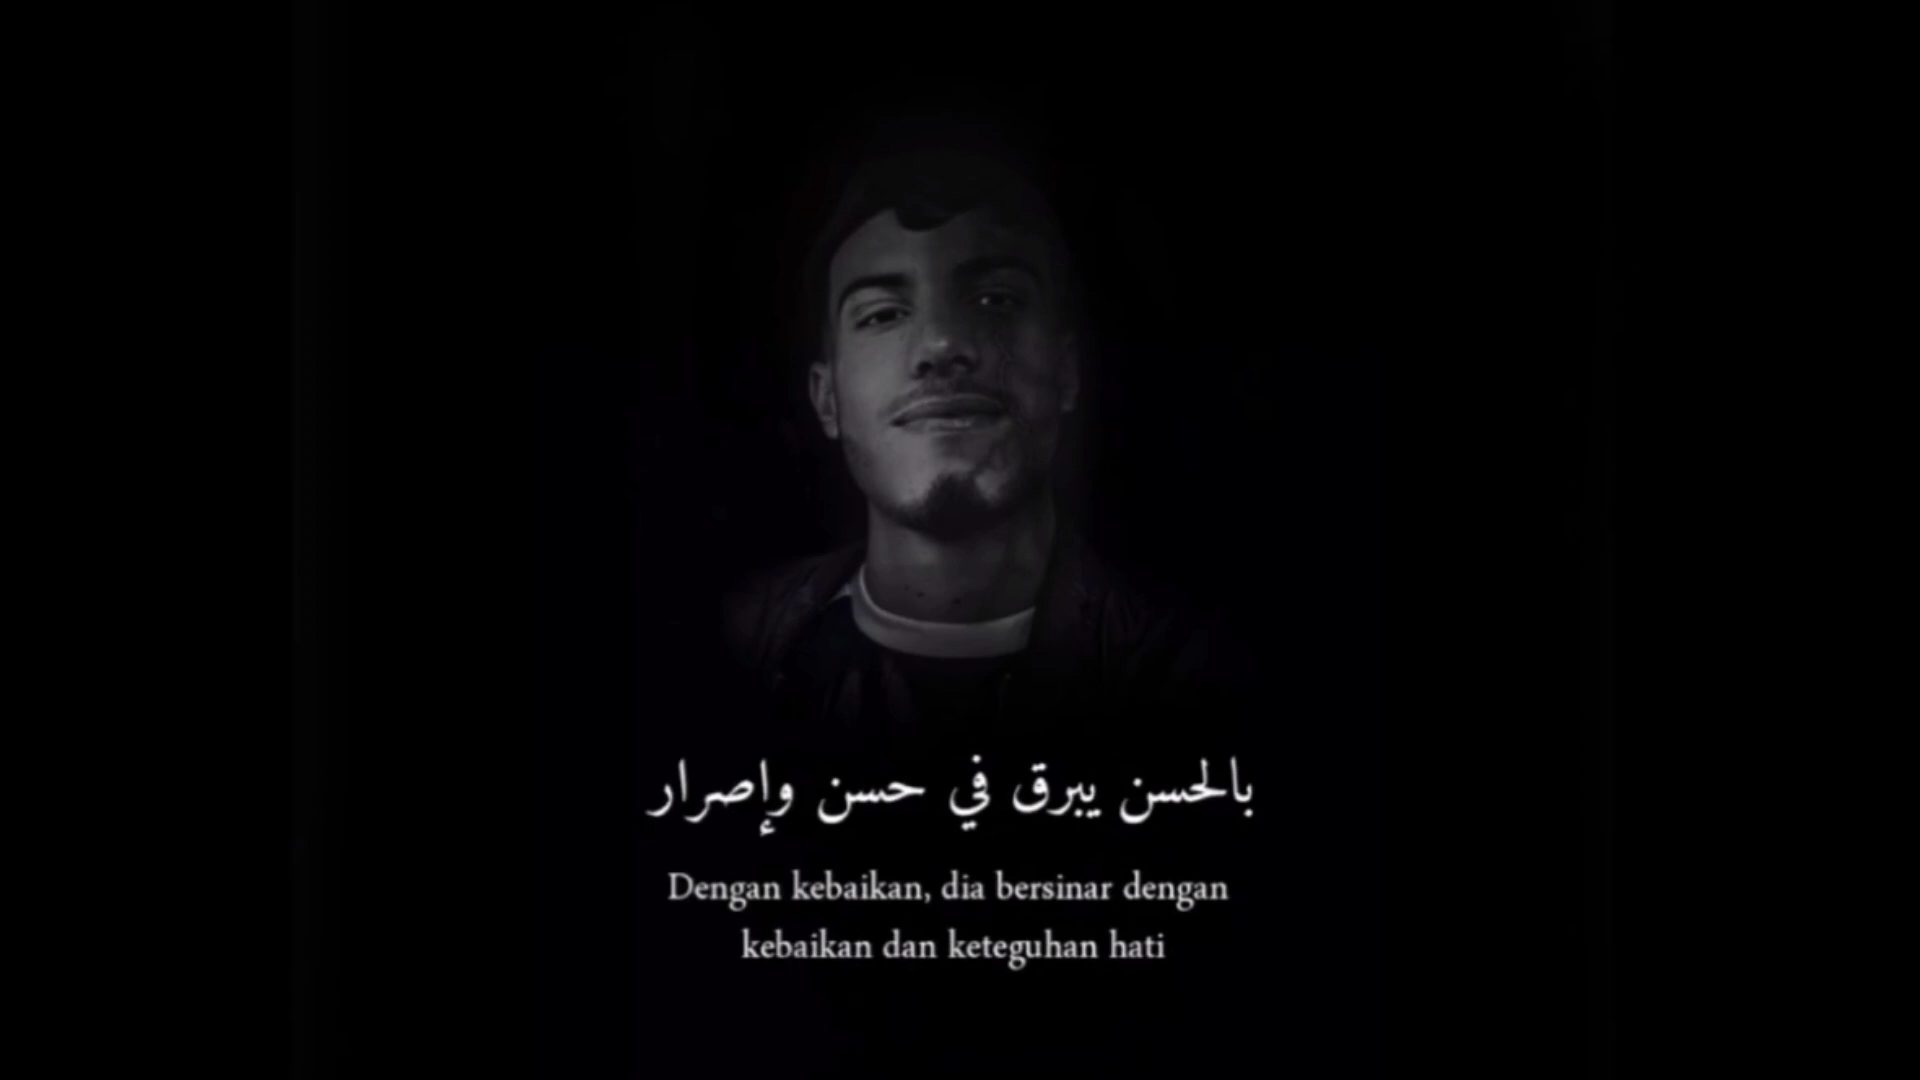 بالحسن يبرق في حسن وإصرار
Dengan kebaikan, dia bersinar dengan
kebaikan dan keteguhan hati